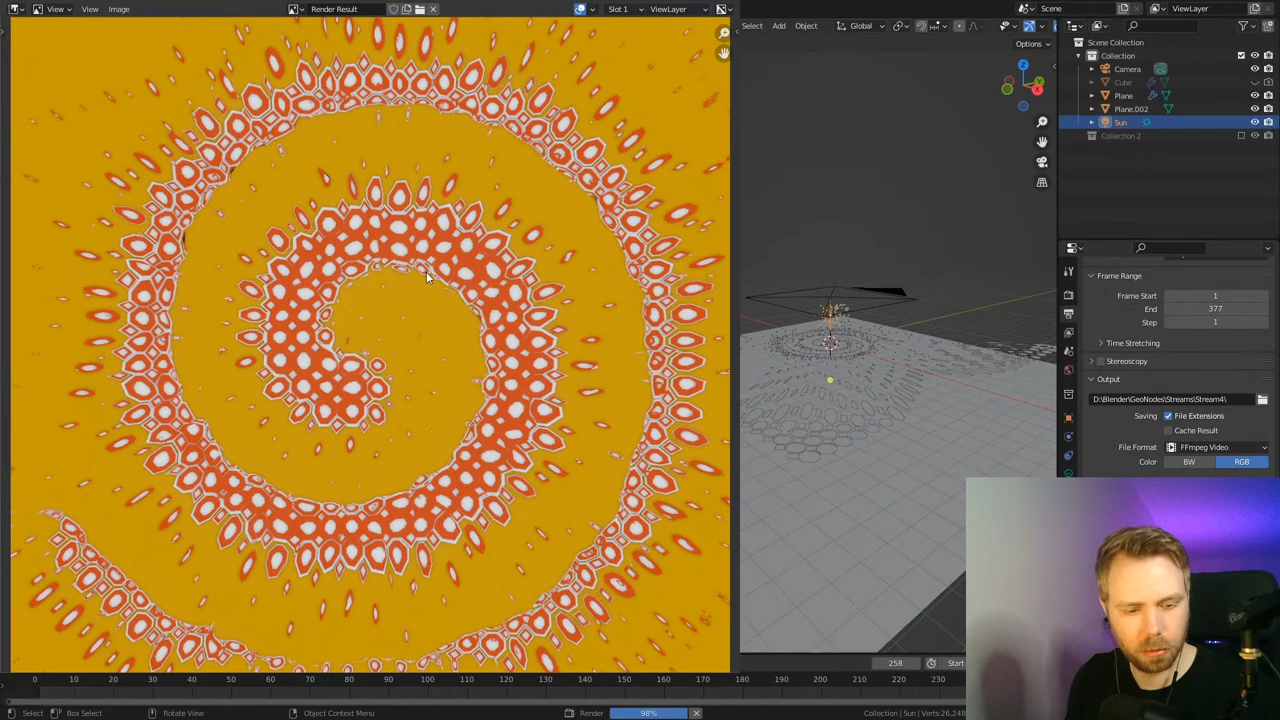 View View Image Render Result Slot 1 ViewLayer
Select Add Object Global
Options
Scene ViewLayer
Scene Collection
Collection
Camera
Cube
Plane
Plane.002
Sun
Collection 2
Frame Range
Frame Start 1
End 377
Step 1
Time Stretching
Stereoscopy
Output
D:\Blender\GeoNodes\Streams\Stream4\
Saving File Extensions
Cache Result
File Format FFmpeg Video
Color BW RGB
258 Start
0 10 20 30 40 50 60 70 80 90 100 110 120 130 140 150 160 170 180 190 200 210 220 230
Select Box Select Rotate View Object Context Menu Render 98% Collection | Sun | Verts:26,248